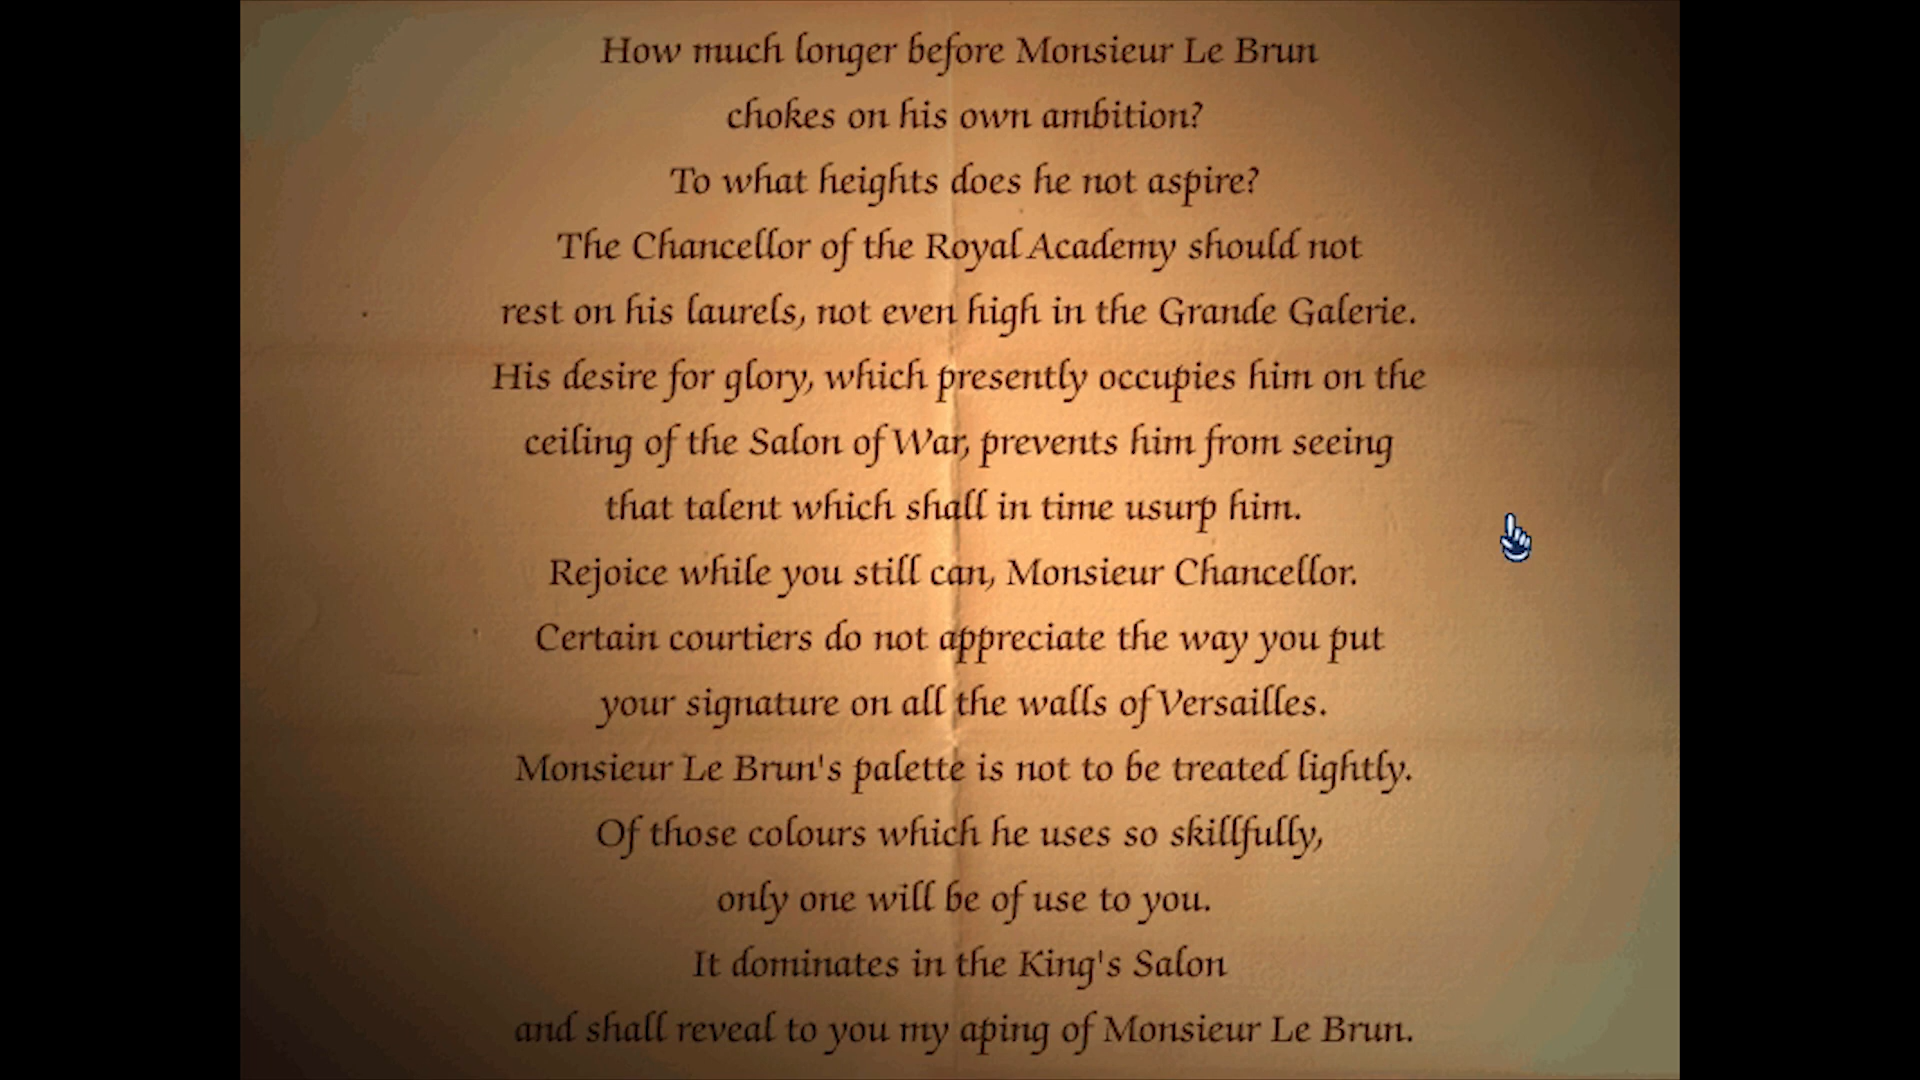 How much longer before Monsieur Le Brun
chokes on his own ambition?
To what heights does he not aspire?
The Chancellor of the Royal Academy should not
rest on his laurels, not even high in the Grande Galerie.
His desire for glory, which presently occupies him on the
ceiling of the Salon of War, prevents him from seeing
that talent which shall in time usurp him.
Rejoice while you still can, Monsieur Chancellor.
Certain courtiers do not appreciate the way you put
your signature on all the walls of Versailles.
Monsieur Le Brun's palette is not to be treated lightly.
Of those colours which he uses so skillfully,
only one will be of use to you.
It dominates in the King's Salon
and shall reveal to you my aping of Monsieur Le Brun.